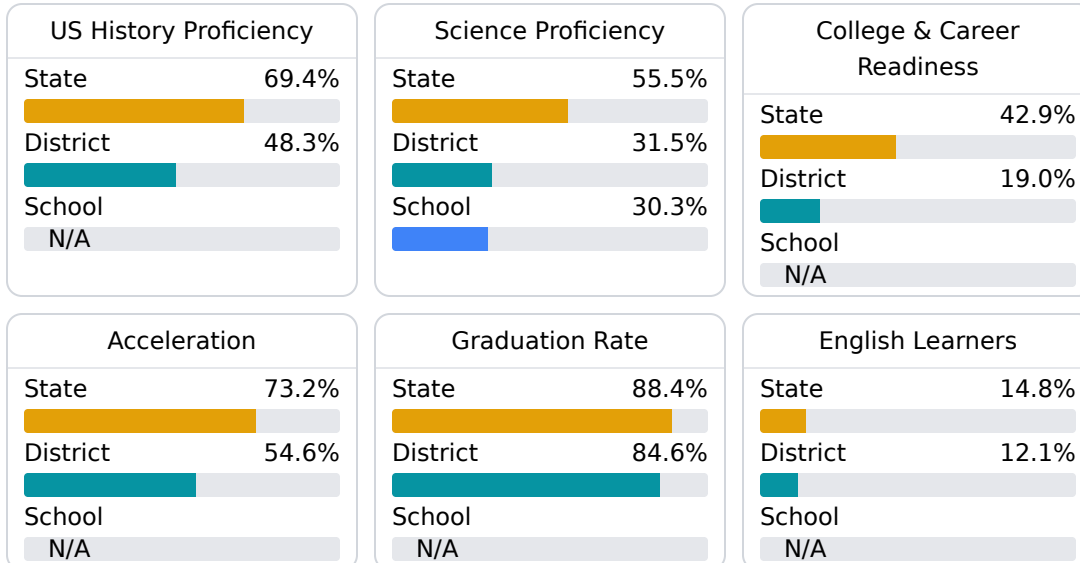 US History Proficiency
State 69.4%
District 48.3%
School
N/A
Science Proficiency
State 55.5%
District 31.5%
School 30.3%
College & Career
Readiness
State 42.9%
District 19.0%
School
N/A
Acceleration
State 73.2%
District 54.6%
School
N/A
Graduation Rate
State 88.4%
District 84.6%
School
N/A
English Learners
State 14.8%
District 12.1%
School
N/A